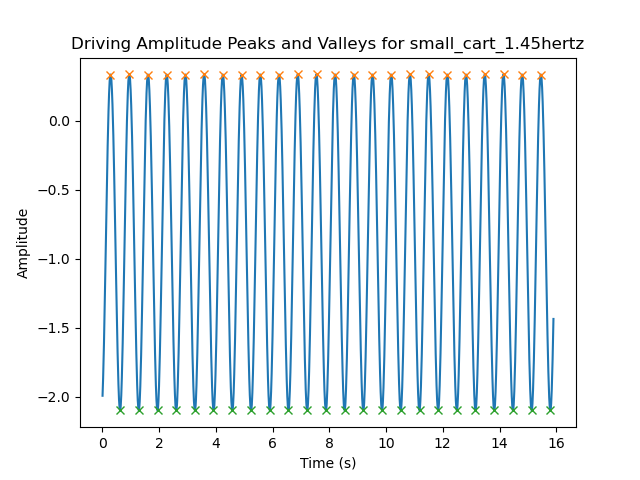 Driving Amplitude Peaks and Valleys for small_cart_1.45hertz
Amplitude
0.0
−0.5
−1.0
−1.5
−2.0
0 2 4 6 8 10 12 14 16
Time (s)